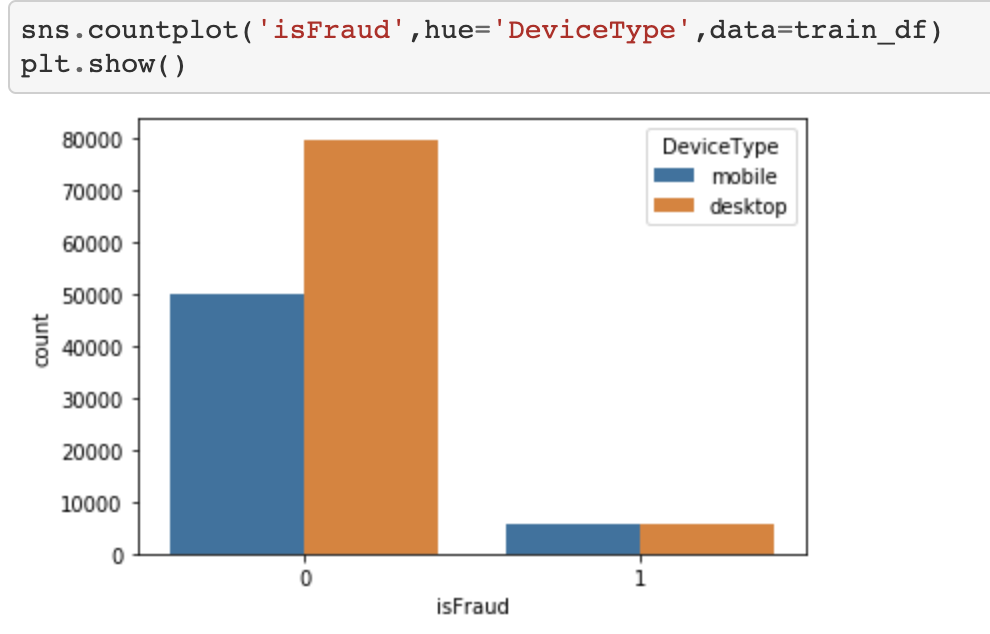 sns.countplot('isFraud',hue='DeviceType',data=train_df)
plt.show()
DeviceType
mobile
desktop
80000
70000
60000
50000
40000
30000
20000
10000
0
count
0 1
isFraud